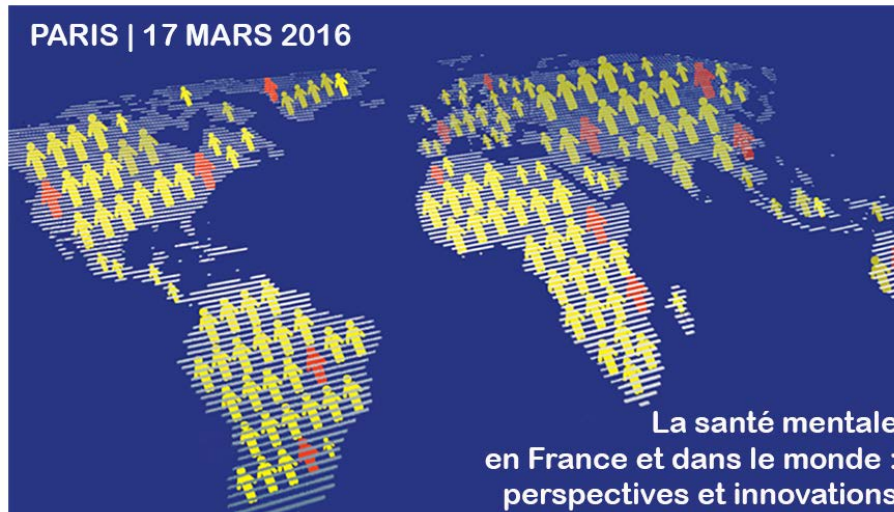 PARIS | 17 MARS 2016
La santé mentale
en France et dans le monde :
perspectives et innovations